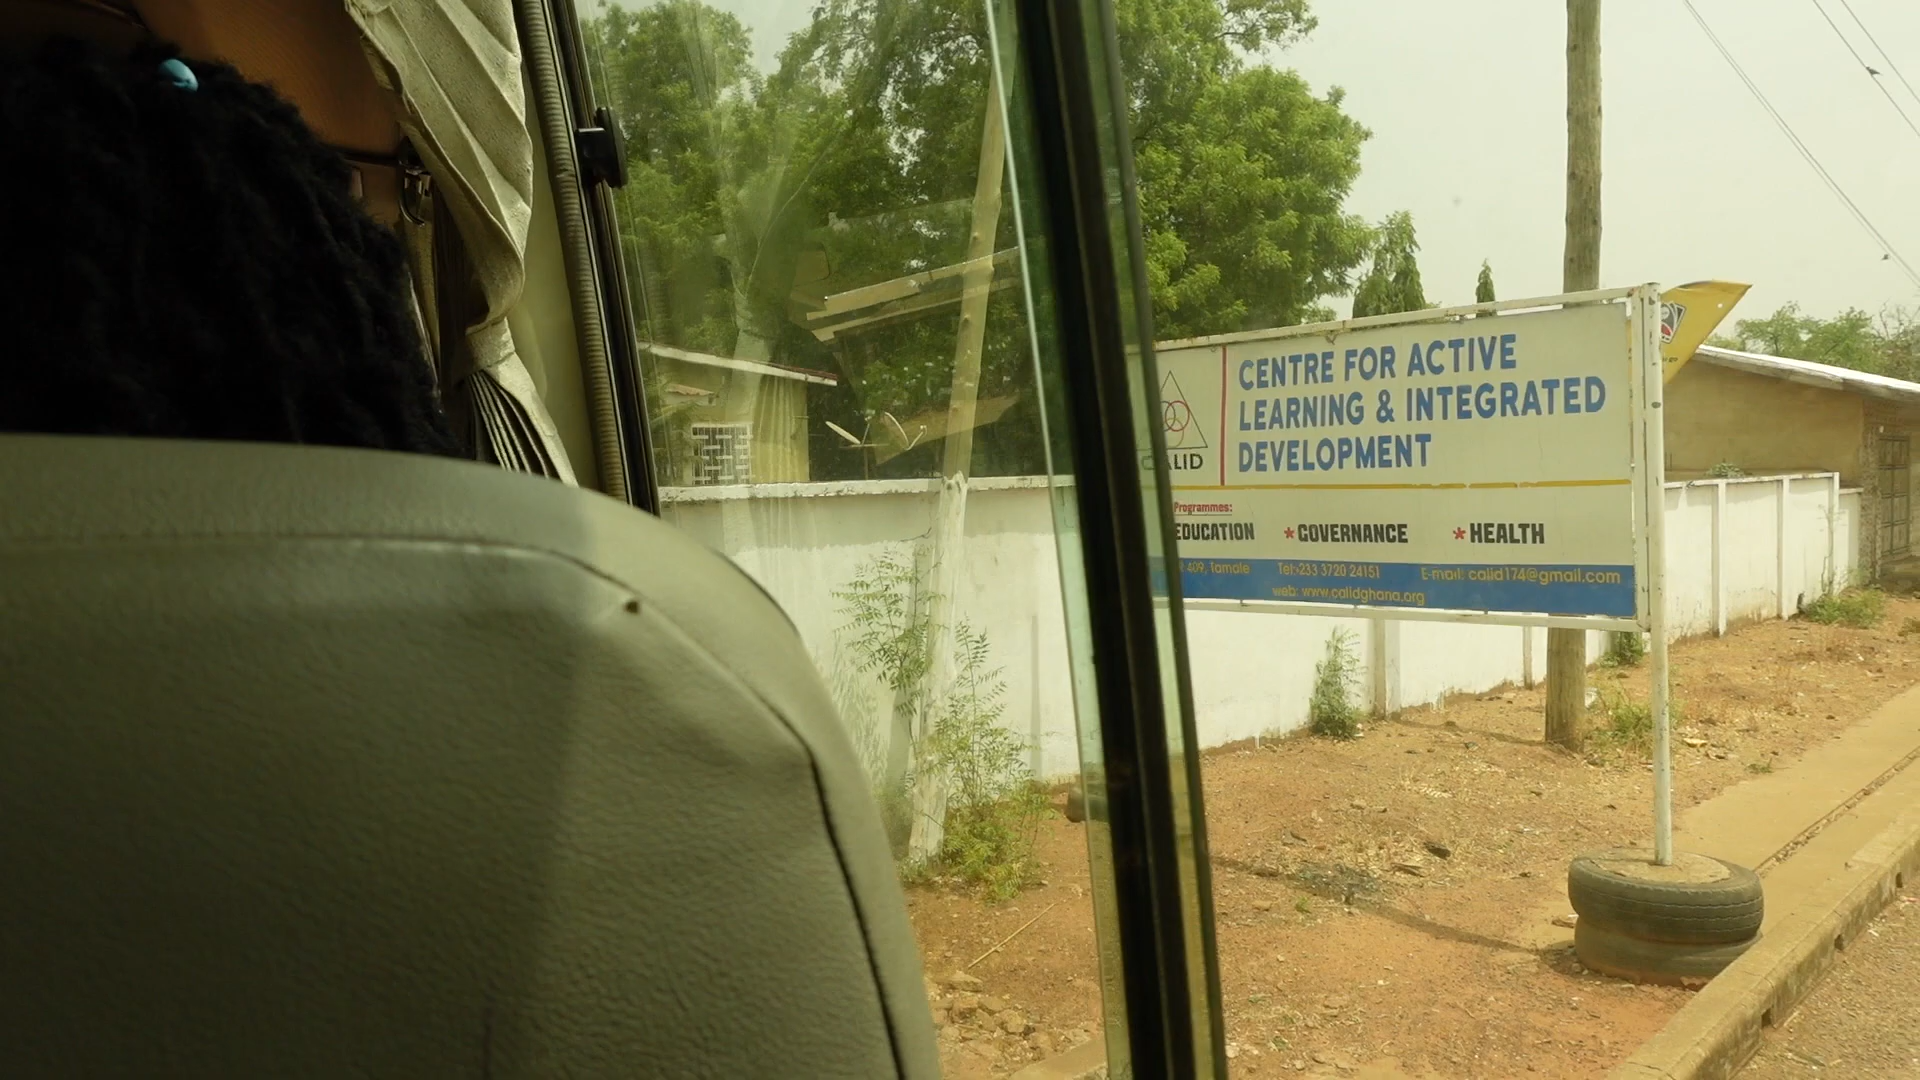 CENTRE FOR ACTIVE
LEARNING & INTEGRATED
DEVELOPMENT
CALID
Programmes:
EDUCATION * GOVERNANCE * HEALTH
409, Tamale Tel:+233 3720 24151 E-mail: calid174@gmail.com
web: www.calidghana.org